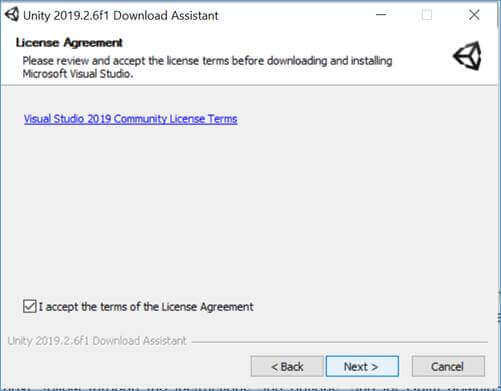 Unity 2019.2.6f1 Download Assistant
License Agreement
Please review and accept the license terms before downloading and installing
Microsoft Visual Studio.
Visual Studio 2019 Community License Terms
I accept the terms of the License Agreement
Unity 2019.2.6f1 Download Assistant
< Back
Next >
Cancel